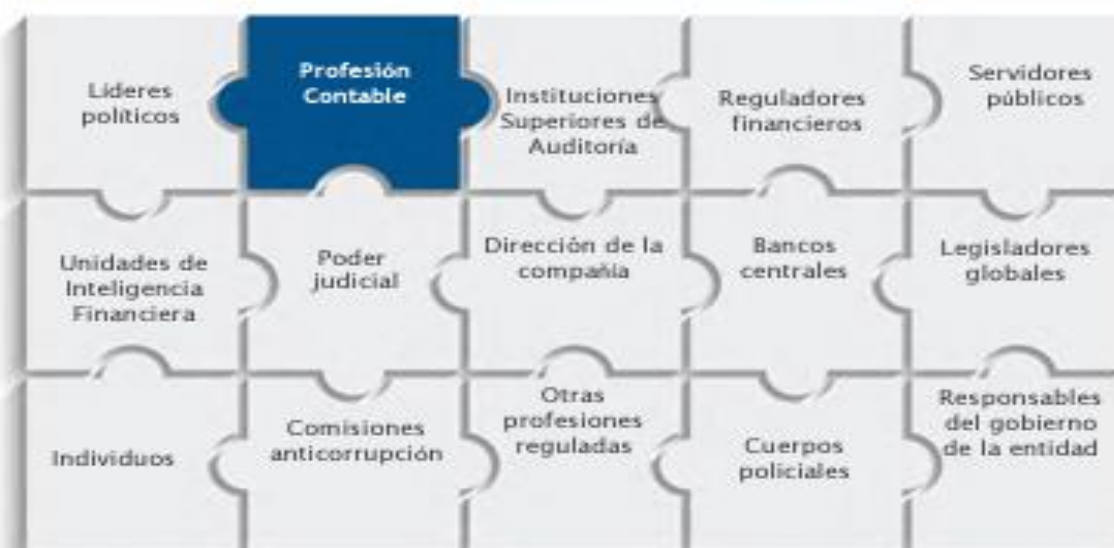 Líderes
políticos
Profesión
Contable
Instituciones
Superiores de
Auditoría
Reguladores
financieros
Servidores
públicos
Unidades de
Inteligencia
Financiera
Poder
judicial
Dirección de la
compañía
Bancos
centrales
Legisladores
globales
Individuos
Comisiones
anticorrupción
Otras
profesiones
reguladas
Cuerpos
policiales
Responsables
del gobierno
de la entidad